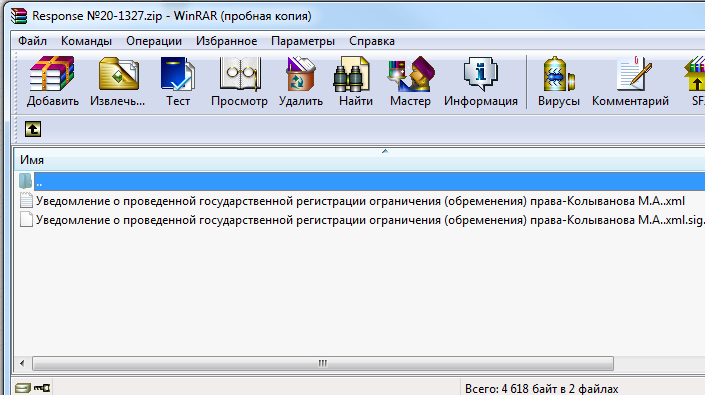 Response №20-1327.zip - WinRAR (пробная копия)
Файл Команды Операции Избранное Параметры Справка
Добавить Извлечь... Тест Просмотр Удалить Найти Мастер Информация Вирусы Комментарий SF
Имя
..
Уведомление о проведенной государственной регистрации ограничения (обременения) права-Колыванова М.А..xml
Уведомление о проведенной государственной регистрации ограничения (обременения) права-Колыванова М.А..xml.sig.
Всего: 4 618 байт в 2 файлах